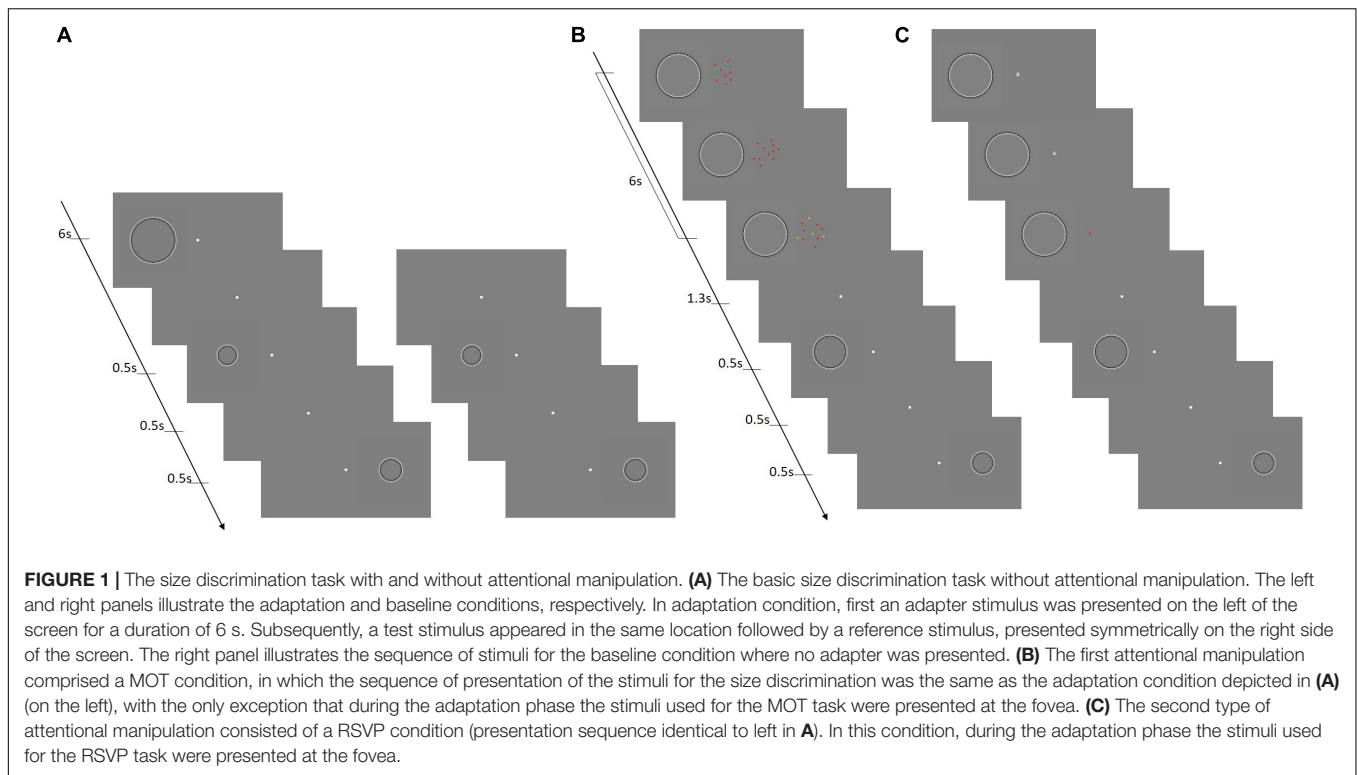 A
B
C
6s
0.5s
0.5s
0.5s
6s
1.3s
0.5s
0.5s
0.5s
FIGURE 1 | The size discrimination task with and without attentional manipulation. (A) The basic size discrimination task without attentional manipulation. The left
and right panels illustrate the adaptation and baseline conditions, respectively. In adaptation condition, first an adapter stimulus was presented on the left of the
screen for a duration of 6 s. Subsequently, a test stimulus appeared in the same location followed by a reference stimulus, presented symmetrically on the right side
of the screen. The right panel illustrates the sequence of stimuli for the baseline condition where no adapter was presented. (B) The first attentional manipulation
comprised a MOT condition, in which the sequence of presentation of the stimuli for the size discrimination was the same as the adaptation condition depicted in (A)
(on the left), with the only exception that during the adaptation phase the stimuli used for the MOT task were presented at the fovea. (C) The second type of
attentional manipulation consisted of a RSVP condition (presentation sequence identical to left in A). In this condition, during the adaptation phase the stimuli used
for the RSVP task were presented at the fovea.